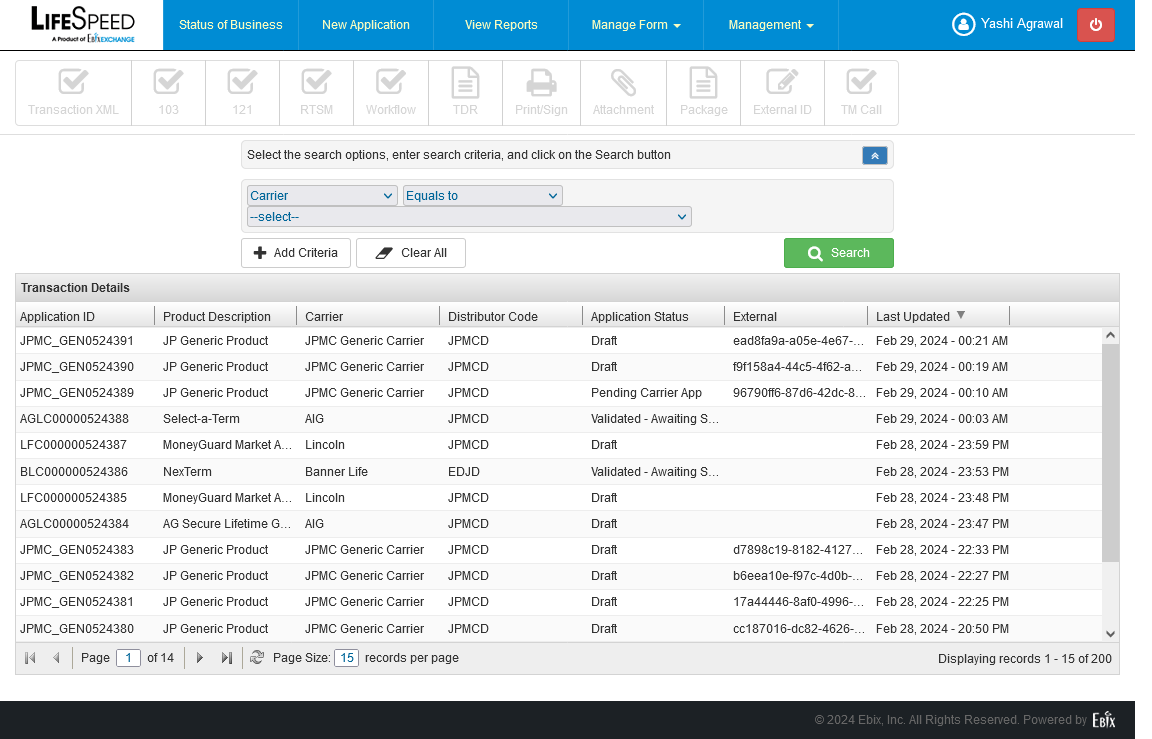 LIFESPEED
A Product of EbixEXCHANGE
Status of Business New Application View Reports Manage Form Management Yashi Agrawal
Transaction XML 103 121 RTSM Workflow TDR Print/Sign Attachment Package External ID TM Call
Select the search options, enter search criteria, and click on the Search button
Carrier Equals to
--select--
Add Criteria Clear All Search
Transaction Details
Application ID Product Description Carrier Distributor Code Application Status External Last Updated
JPMC_GEN0524391 JP Generic Product JPMC Generic Carrier JPMCD Draft ead8fa9a-a05e-4e67-... Feb 29, 2024 - 00:21 AM
JPMC_GEN0524390 JP Generic Product JPMC Generic Carrier JPMCD Draft f9f158a4-44c5-4f62-a... Feb 29, 2024 - 00:19 AM
JPMC_GEN0524389 JP Generic Product JPMC Generic Carrier JPMCD Pending Carrier App 96790ff6-87d6-42dc-8... Feb 29, 2024 - 00:10 AM
AGLC00000524388 Select-a-Term AIG JPMCD Validated - Awaiting S... Feb 29, 2024 - 00:03 AM
LFC000000524387 MoneyGuard Market A... Lincoln JPMCD Draft Feb 28, 2024 - 23:59 PM
BLC000000524386 NexTerm Banner Life EDJD Validated - Awaiting S... Feb 28, 2024 - 23:53 PM
LFC000000524385 MoneyGuard Market A... Lincoln JPMCD Draft Feb 28, 2024 - 23:48 PM
AGLC00000524384 AG Secure Lifetime G... AIG JPMCD Draft Feb 28, 2024 - 23:47 PM
JPMC_GEN0524383 JP Generic Product JPMC Generic Carrier JPMCD Draft d7898c19-8182-4127... Feb 28, 2024 - 22:33 PM
JPMC_GEN0524382 JP Generic Product JPMC Generic Carrier JPMCD Draft b6eea10e-f97c-4d0b-... Feb 28, 2024 - 22:27 PM
JPMC_GEN0524381 JP Generic Product JPMC Generic Carrier JPMCD Draft 17a44446-8af0-4996-... Feb 28, 2024 - 22:25 PM
JPMC_GEN0524380 JP Generic Product JPMC Generic Carrier JPMCD Draft cc187016-dc82-4626-... Feb 28, 2024 - 20:50 PM
Page 1 of 14 Page Size: 15 records per page Displaying records 1 - 15 of 200
© 2024 Ebix, Inc. All Rights Reserved. Powered by Ebix